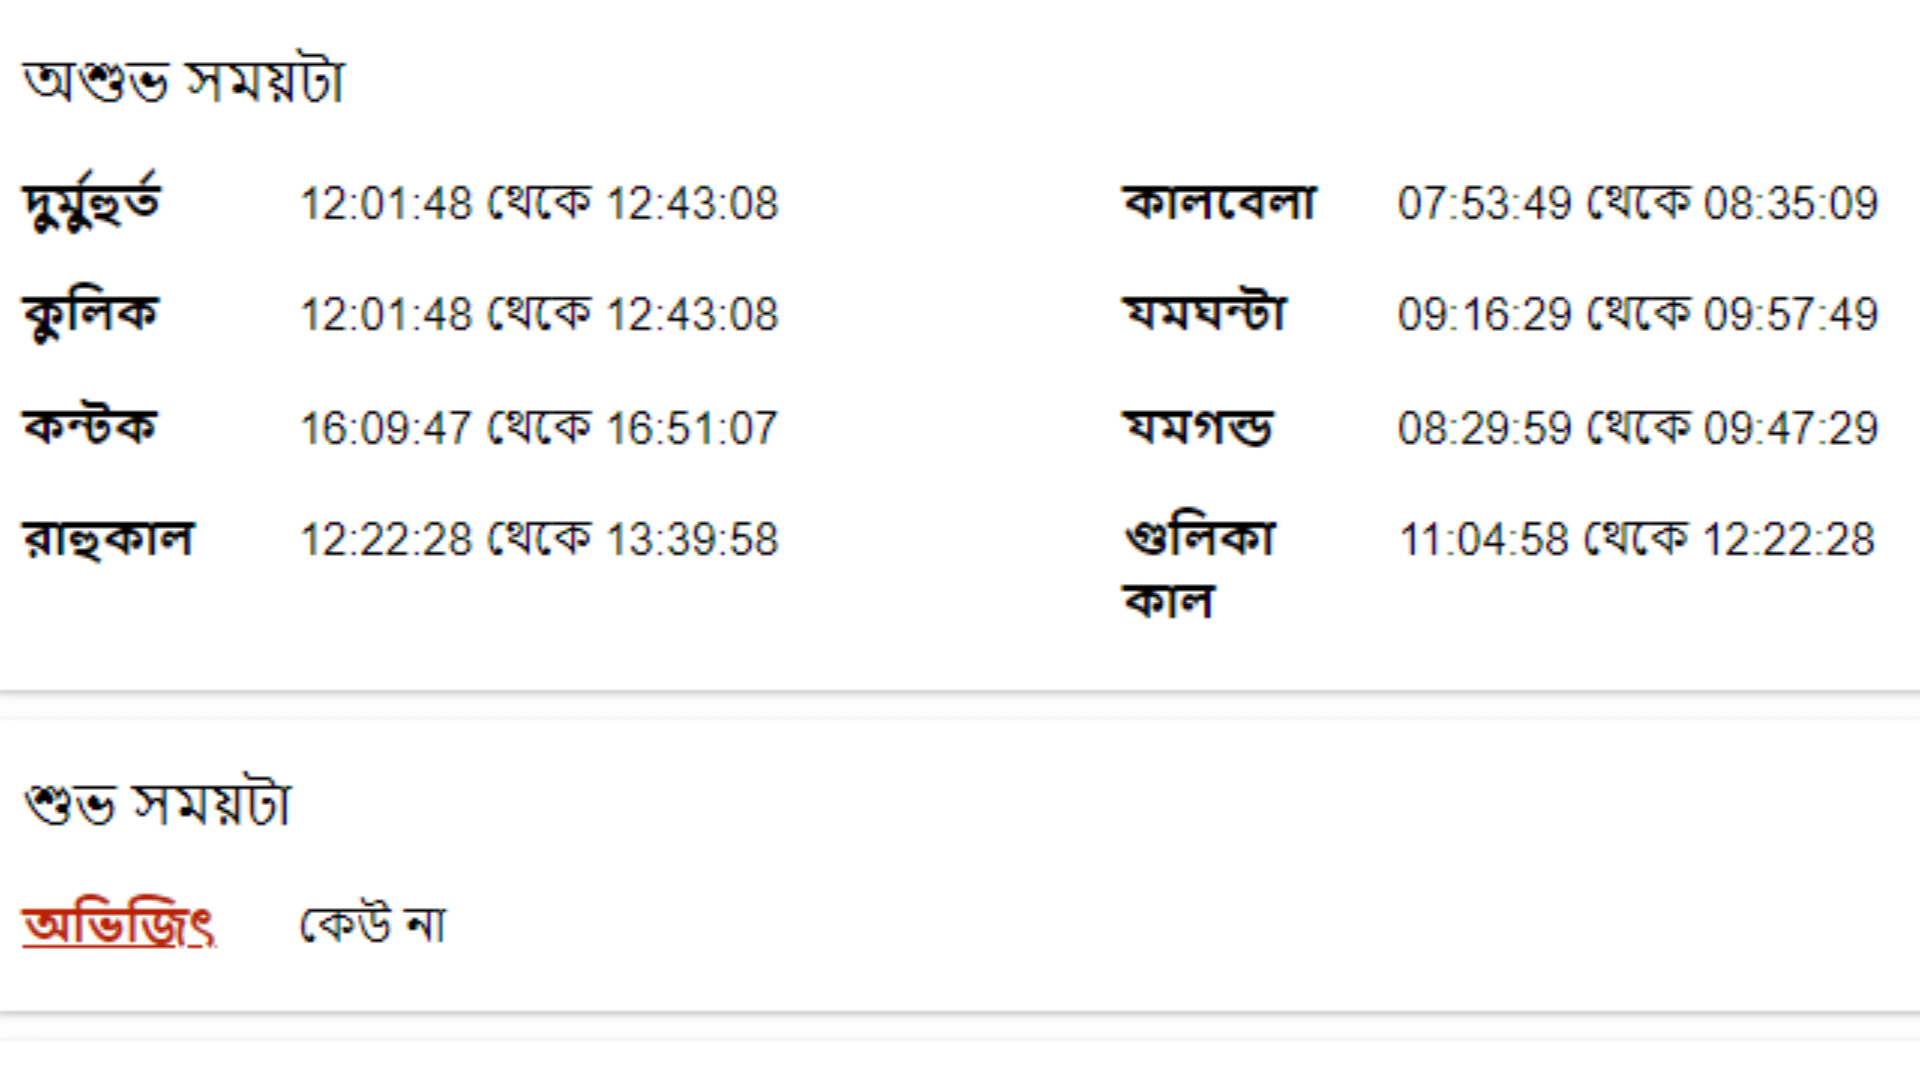 অশুভ সময়টা
দুর্মুহুর্ত 12:01:48 থেকে 12:43:08 কালবেলা 07:53:49 থেকে 08:35:09
কুলিক 12:01:48 থেকে 12:43:08 যমঘন্টা 09:16:29 থেকে 09:57:49
কন্টক 16:09:47 থেকে 16:51:07 যমগন্ড 08:29:59 থেকে 09:47:29
রাহুকাল 12:22:28 থেকে 13:39:58 গুলিকা 11:04:58 থেকে 12:22:28
কাল
শুভ সময়টা
অভিজিৎ কেউ না